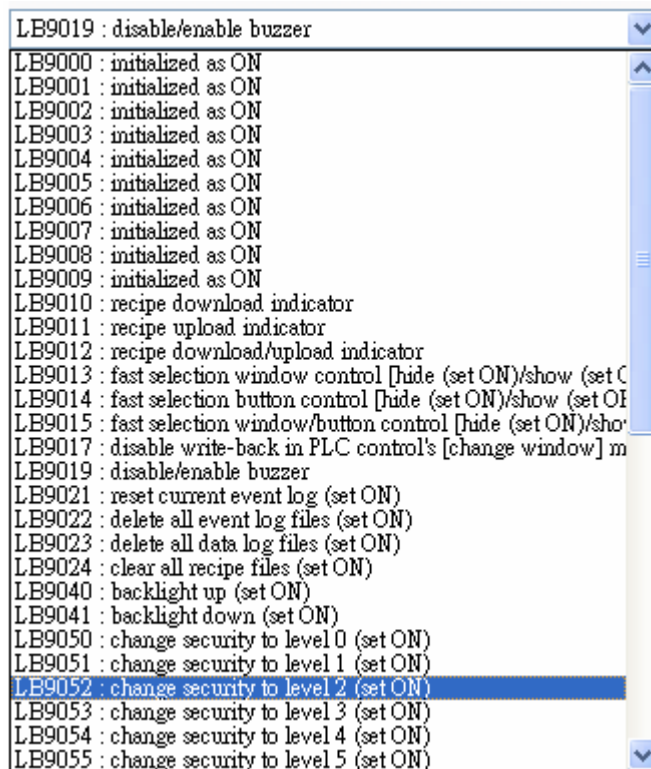 LB9019 : disable/enable buzzer
LB9000 : initialized as ON
LB9001 : initialized as ON
LB9002 : initialized as ON
LB9003 : initialized as ON
LB9004 : initialized as ON
LB9005 : initialized as ON
LB9006 : initialized as ON
LB9007 : initialized as ON
LB9008 : initialized as ON
LB9009 : initialized as ON
LB9010 : recipe download indicator
LB9011 : recipe upload indicator
LB9012 : recipe download/upload indicator
LB9013 : fast selection window control [hide (set ON)/show (set
LB9014 : fast selection button control [hide (set ON)/show (set
LB9015 : fast selection window/button control [hide (set ON)/
LB9017 : disable write-back in PLC control's [change window]
LB9019 : disable/enable buzzer
LB9021 : reset current event log (set ON)
LB9022 : delete all event log files (set ON)
LB9023 : delete all data log files (set ON)
LB9024 : clear all recipe files (set ON)
LB9040 : backlight up (set ON)
LB9041 : backlight down (set ON)
LB9050 : change security to level 0 (set ON)
LB9051 : change security to level 1 (set ON)
LB9052 : change security to level 2 (set ON)
LB9053 : change security to level 3 (set ON)
LB9054 : change security to level 4 (set ON)
LB9055 : change security to level 5 (set ON)